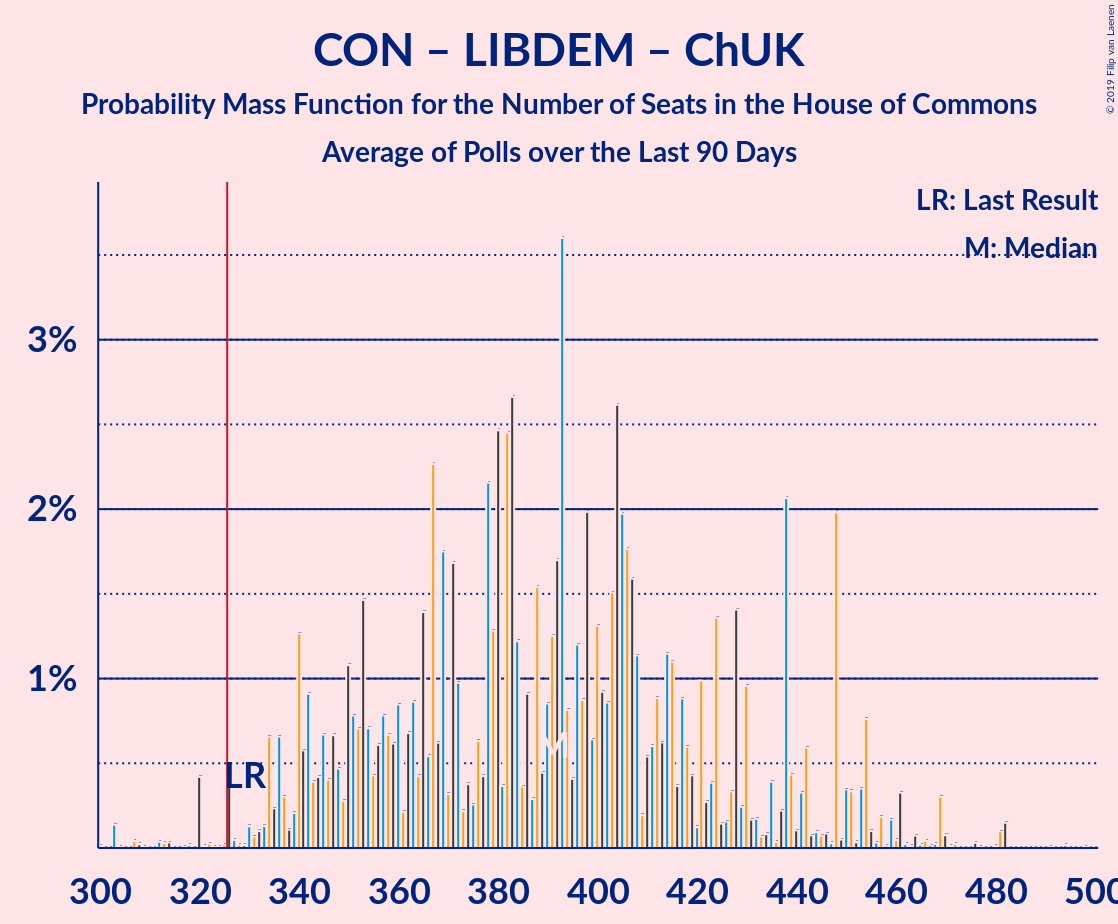 CON – LIBDEM – ChUK
Probability Mass Function for the Number of Seats in the House of Commons
Average of Polls over the Last 90 Days
© 2019 Filip van Laenen
LR: Last Result
M: Median
3%
2%
1%
LR
M
300 320 340 360 380 400 420 440 460 480 500